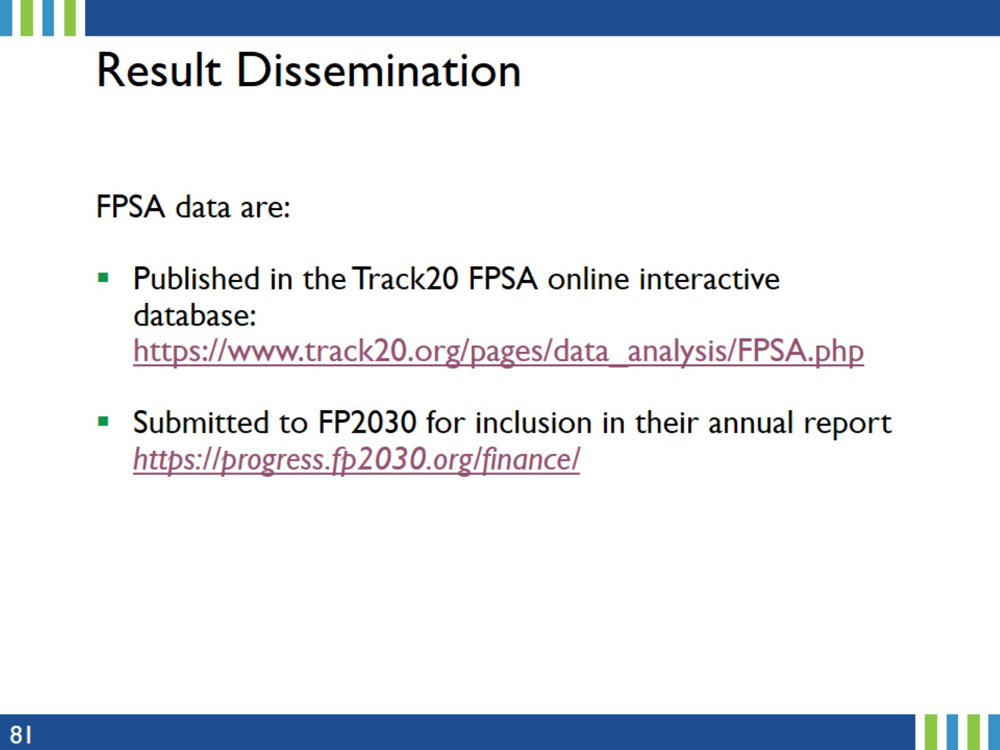 Result Dissemination
FPSA data are:
Published in the Track20 FPSA online interactive
database:
https://www.track20.org/pages/data_analysis/FPSA.php
Submitted to FP2030 for inclusion in their annual report
https://progress.fp2030.org/finance/
81